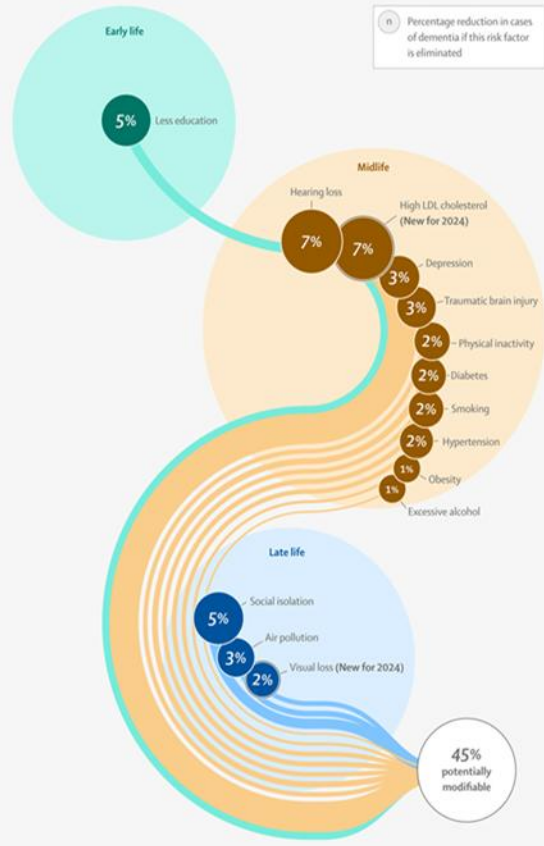 n
Percentage reduction in cases
of dementia if this risk factor
is eliminated
Early life
5%
Less education
Midlife
Hearing loss
7%
High LDL cholesterol
(New for 2024)
7%
Depression
3%
Traumatic brain injury
3%
Physical inactivity
2%
Diabetes
2%
Smoking
2%
Hypertension
2%
Obesity
1%
Excessive alcohol
1%
Late life
Social isolation
5%
Air pollution
3%
Visual loss (New for 2024)
2%
45%
potentially
modifiable